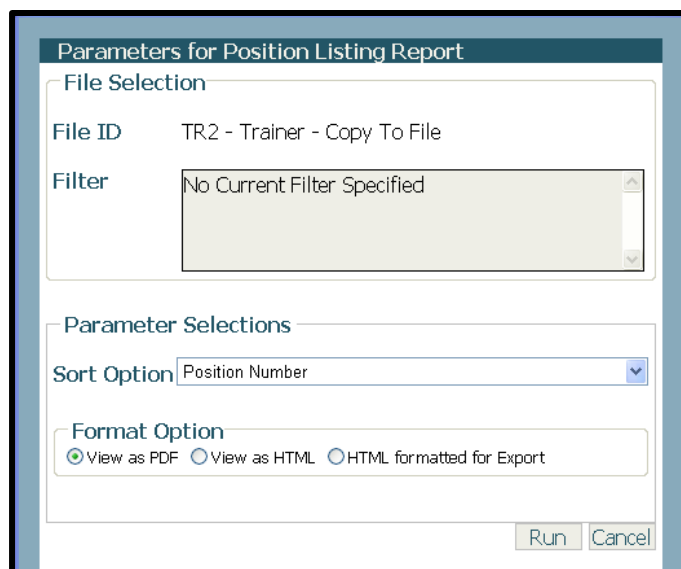 Parameters for Position Listing Report
File Selection
File ID TR2 - Trainer - Copy To File
Filter No Current Filter Specified
Parameter Selections
Sort Option Position Number
Format Option
View as PDF View as HTML HTML formatted for Export
Run Cancel